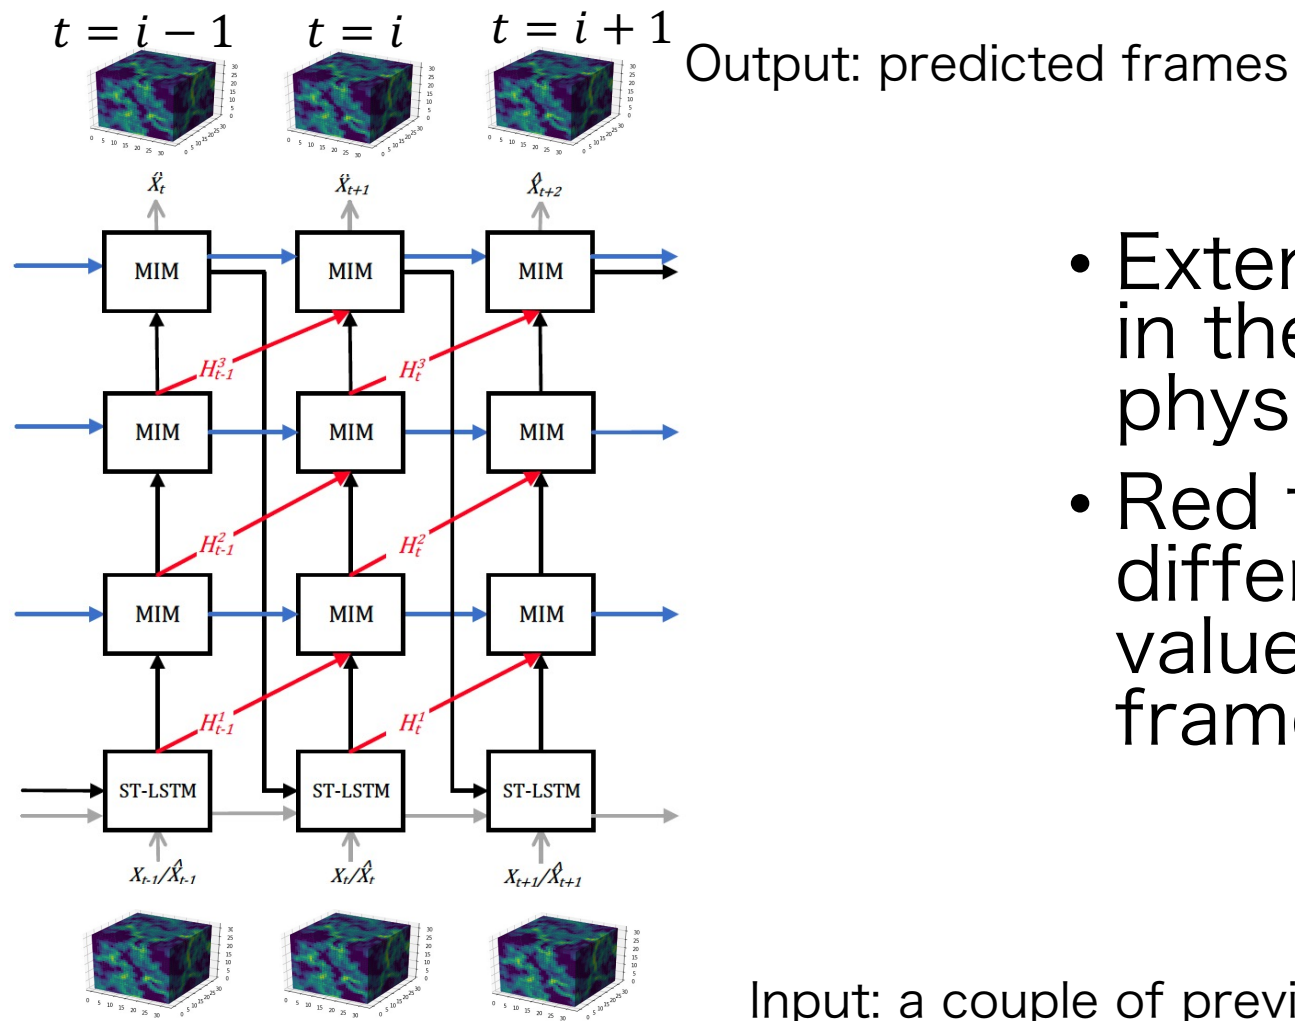 t = i − 1
t = i
t = i + 1
Output: predicted frames
Ẍt
Ẍt+1
X̂t+2
MIM MIM MIM
H³t-1 H³t
MIM MIM MIM
H²t-1 H²t
MIM MIM MIM
H¹t-1 H¹t
ST-LSTM ST-LSTM ST-LSTM
Xt-1/X̂t-1 Xt/X̂t Xt+1/X̂t+1
• Exter
in the
phys
• Red
differ
value
frame
Input: a couple of previ